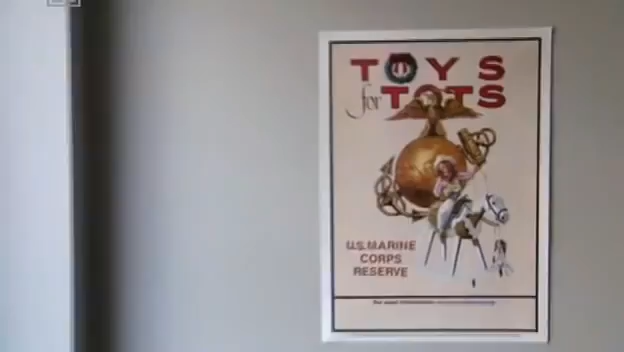 TOYS
for TOTS
U.S. MARINE
CORPS
RESERVE